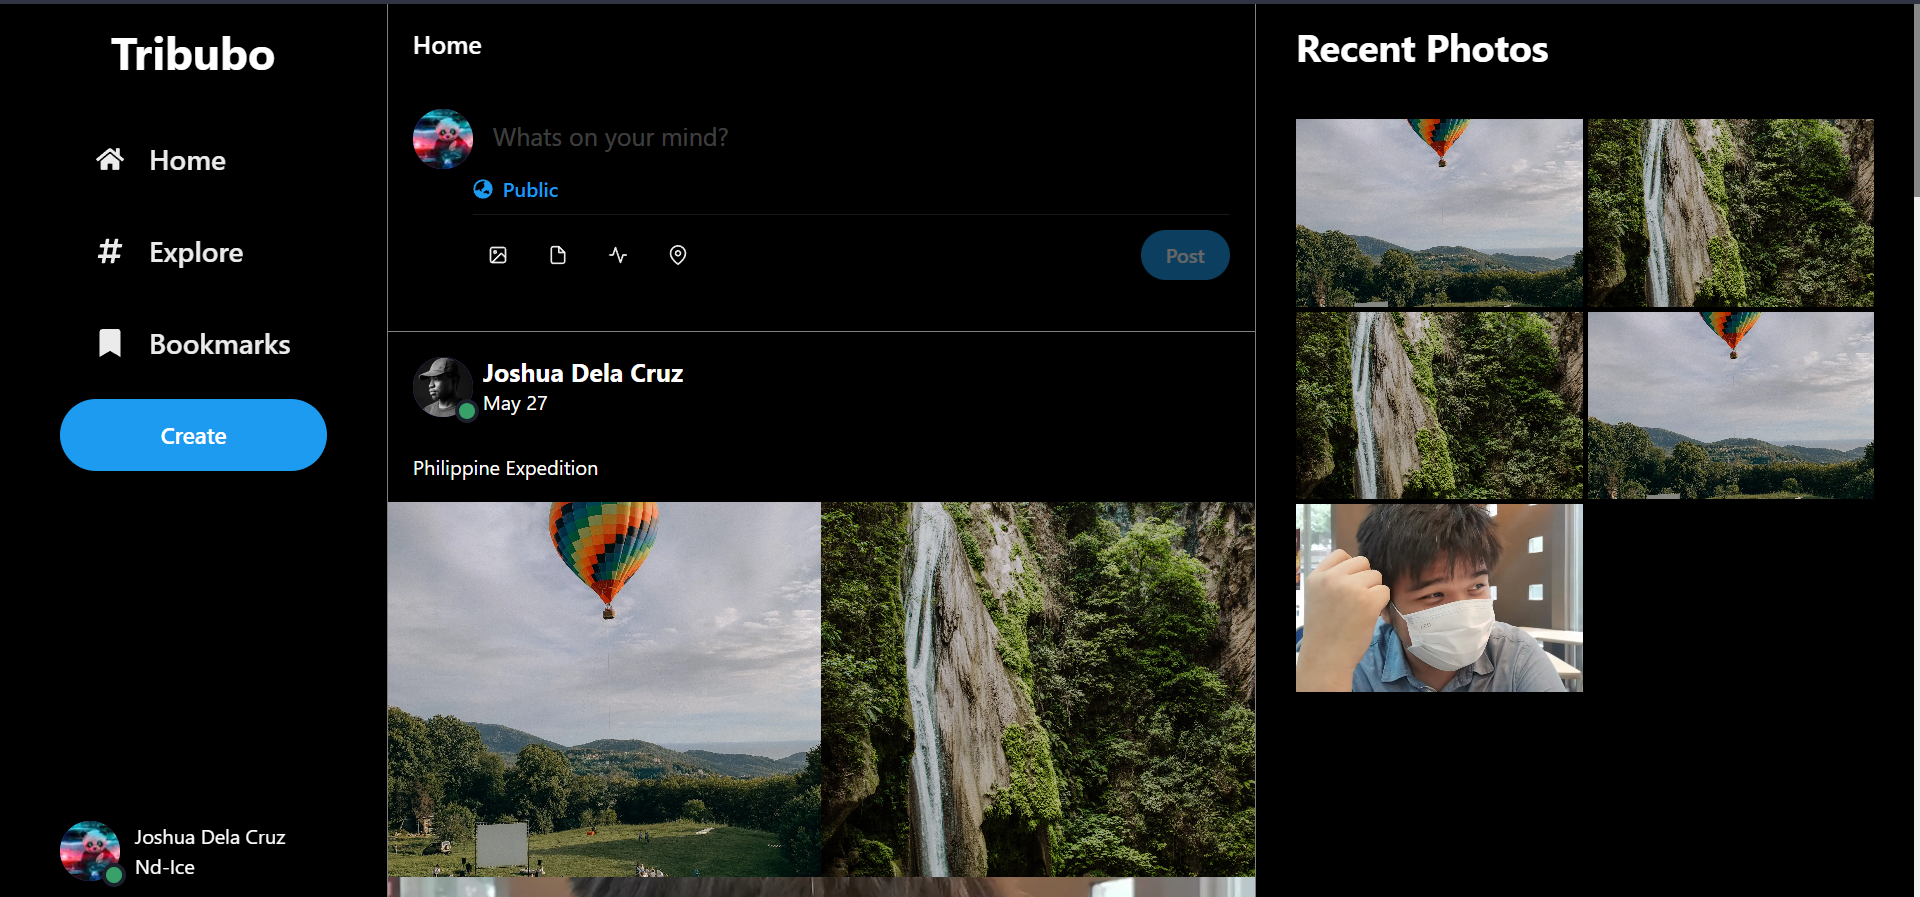 Tribubo
Home
Explore
Bookmarks
Create
Joshua Dela Cruz
Nd-Ice
Home
Whats on your mind?
Public
Post
Joshua Dela Cruz
May 27
Philippine Expedition
Recent Photos